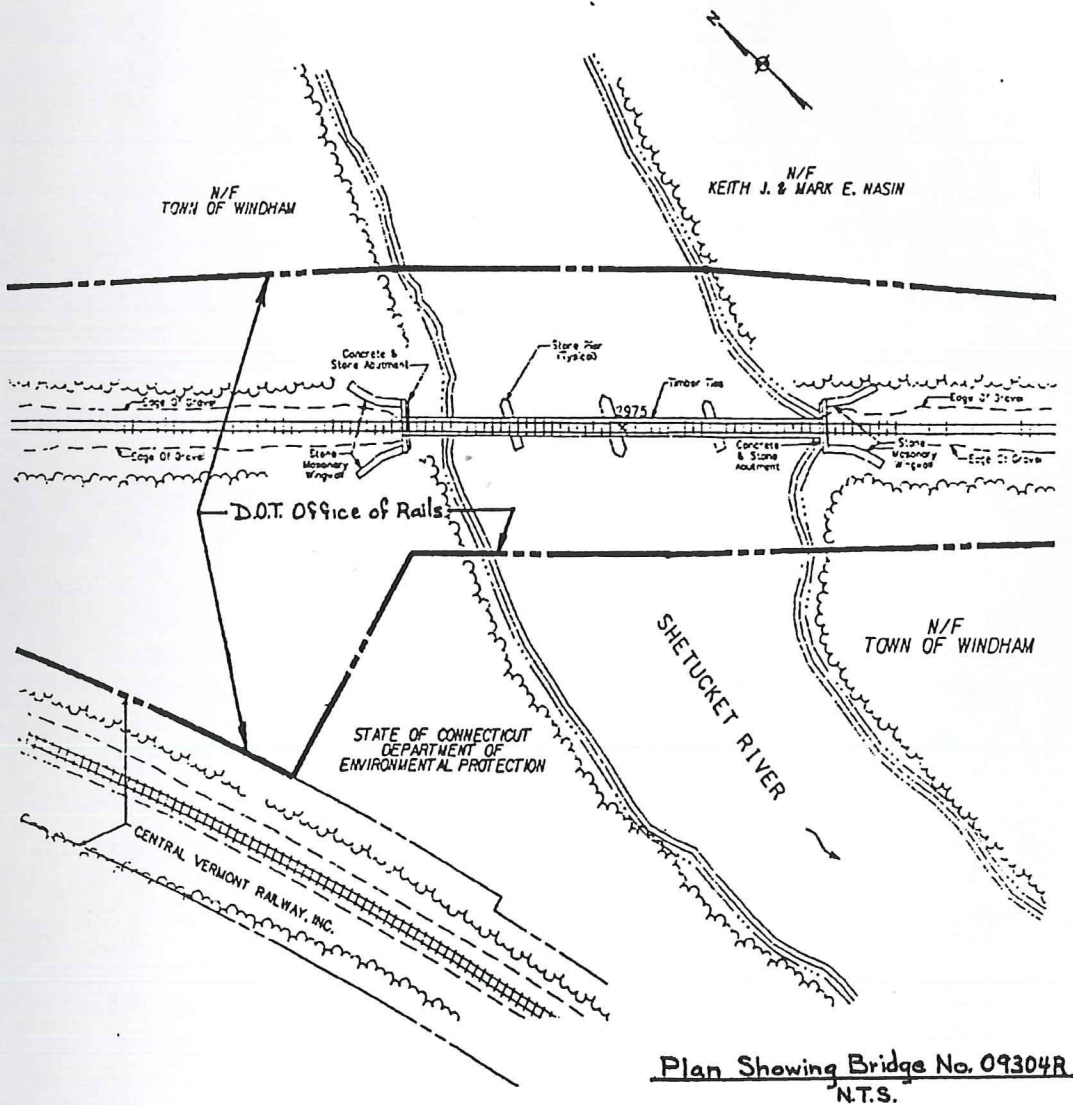 N
N/F
TOWN OF WINDHAM
N/F
KEITH J. & MARK E. NASIN
Concrete &
Stone Abutment
Stone Pier
(Typical)
2975
Timber Ties
Edge Of Gravel
Edge Of Gravel
Edge Of Gravel
Edge Of Gravel
Stone
Masonary
Wingwall
Concrete
& Stone
Abutment
Stone
Masonary
Wingwall
D.O.T. Office of Rails
N/F
TOWN OF WINDHAM
SHETUCKET RIVER
STATE OF CONNECTICUT
DEPARTMENT OF
ENVIRONMENTAL PROTECTION
CENTRAL VERMONT RAILWAY, INC.
Plan Showing Bridge No. 09304R
N.T.S.